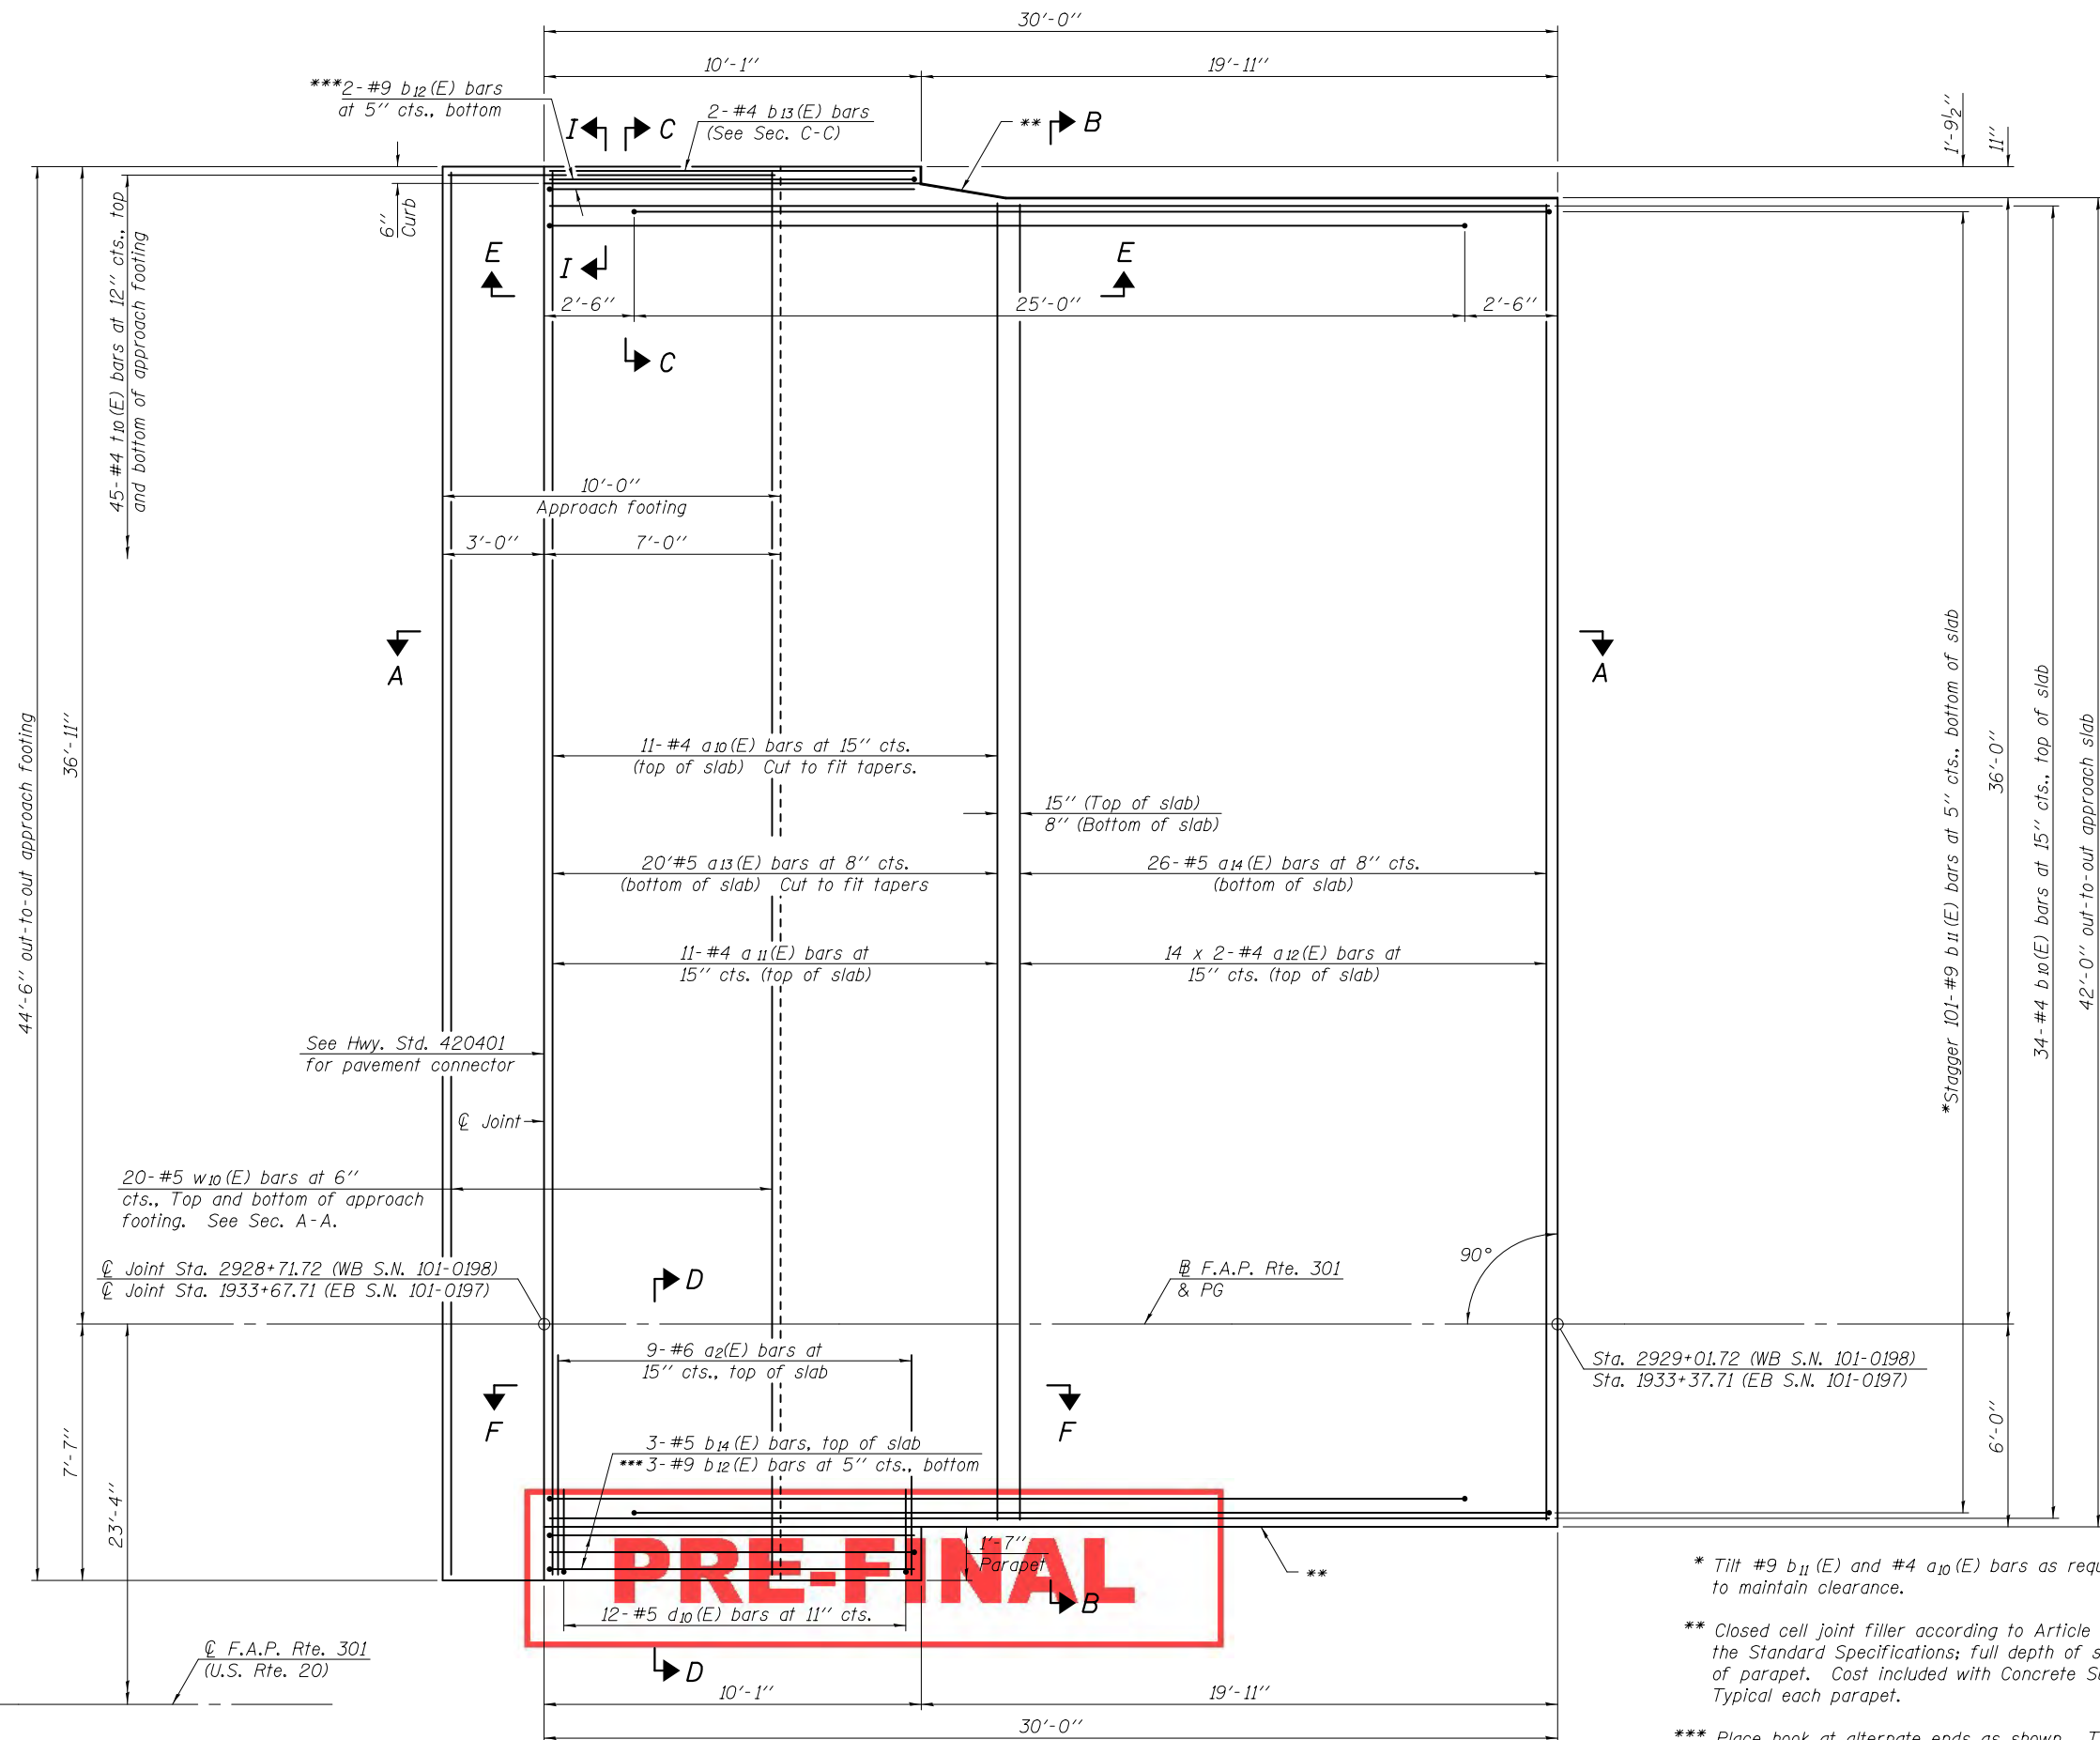 30'-0"
10'-1"
19'-11"
***2-#9 b12(E) bars
at 5" cts., bottom
2-#4 b13(E) bars
(See Sec. C-C)
I
C
**
B
1'-9½"
11"
6"
Curb
45-#4 t10(E) bars at 12" cts., top
and bottom of approach footing
E
I
E
2'-6"
25'-0"
2'-6"
C
10'-0"
Approach footing
3'-0"
7'-0"
A
A
44'-6" out-to-out approach footing
36'-11"
11-#4 a10(E) bars at 15" cts.
(top of slab) Cut to fit tapers.
15" (Top of slab)
8" (Bottom of slab)
20'#5 a13(E) bars at 8" cts.
(bottom of slab) Cut to fit tapers
26-#5 a14(E) bars at 8" cts.
(bottom of slab)
11-#4 a11(E) bars at
15" cts. (top of slab)
14 x 2-#4 a12(E) bars at
15" cts. (top of slab)
*Stagger 101-#9 b11(E) bars at 5" cts., bottom of slab
36'-0"
34-#4 b10(E) bars at 15" cts., top of slab
42'-0" out-to-out approach slab
See Hwy. Std. 420401
for pavement connector
℄ Joint
20-#5 w10(E) bars at 6"
cts., Top and bottom of approach
footing. See Sec. A-A.
℄ Joint Sta. 2928+71.72 (WB S.N. 101-0198)
℄ Joint Sta. 1933+67.71 (EB S.N. 101-0197)
D
BL F.A.P. Rte. 301
& PG
90°
9-#6 a2(E) bars at
15" cts., top of slab
Sta. 2929+01.72 (WB S.N. 101-0198)
Sta. 1933+37.71 (EB S.N. 101-0197)
F
F
7'-7"
23'-4"
6'-0"
3-#5 b14(E) bars, top of slab
***3-#9 b12(E) bars at 5" cts., bottom
PRE-FINAL
1'-7"
Parapet
**
B
12-#5 d10(E) bars at 11" cts.
D
℄ F.A.P. Rte. 301
(U.S. Rte. 20)
10'-1"
19'-11"
30'-0"
* Tilt #9 b11(E) and #4 a10(E) bars as requ
to maintain clearance.
** Closed cell joint filler according to Article
the Standard Specifications; full depth of s
of parapet. Cost included with Concrete Su
Typical each parapet.
*** Place hook at alternate ends as shown. T